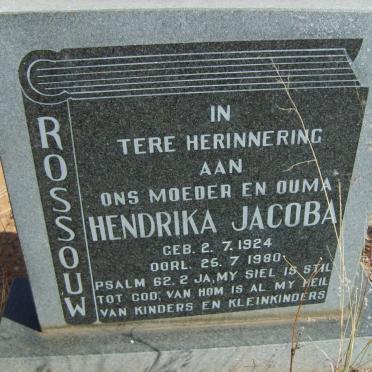 ROSSOUW
IN
TERE HERINNERING
AAN
ONS MOEDER EN OUMA
HENDRIKA JACOBA
GEB. 2. 7. 1924
OORL. 25. 7 1980
PSALM 62. 2 JA, MY SIEL IS STIL
TOT GOD, VAN HOM IS AL MY HEIL
VAN KINDERS EN KLEINKINDERS